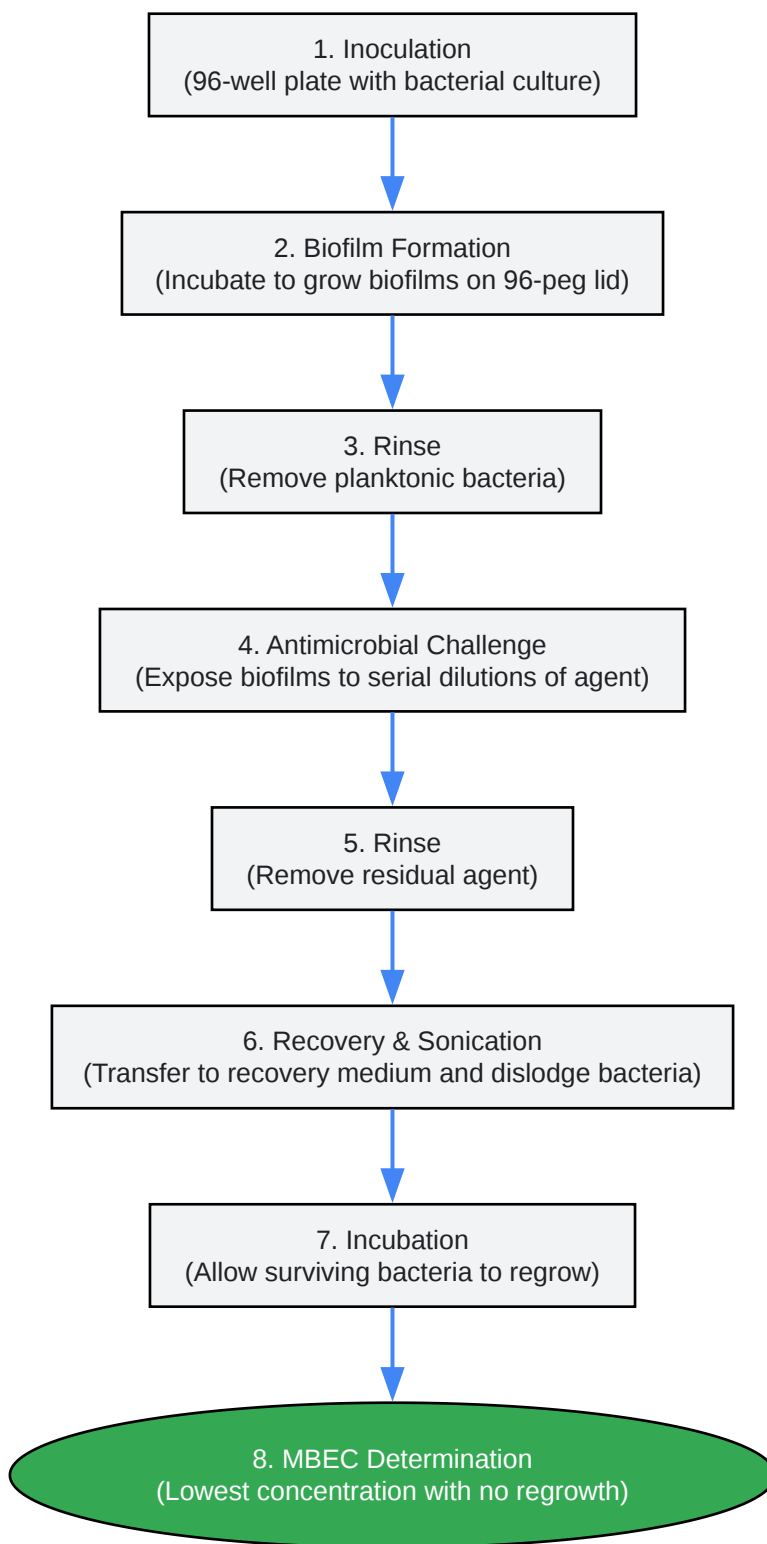 1. Inoculation
(96-well plate with bacterial culture)
2. Biofilm Formation
(Incubate to grow biofilms on 96-peg lid)
3. Rinse
(Remove planktonic bacteria)
4. Antimicrobial Challenge
(Expose biofilms to serial dilutions of agent)
5. Rinse
(Remove residual agent)
6. Recovery & Sonication
(Transfer to recovery medium and dislodge bacteria)
7. Incubation
(Allow surviving bacteria to regrow)
8. MBEC Determination
(Lowest concentration with no regrowth)